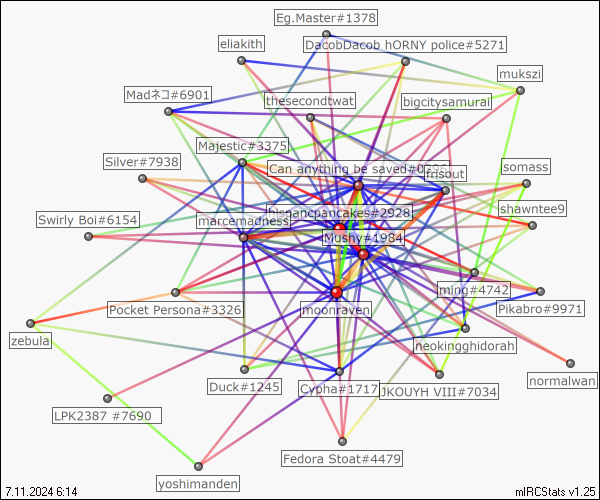 Eg.Master#1378
eliakith
DacobDacob hORNY police#5271
mukszi
Madネコ#6901
thesecondtwat
bigcitysamurai
Majestic#3375
Silver#7938
Can anything be saved
frisout
somass
hispancpancakes#2928
shawntee9
Swirly Boi#6154
marcemadness
Mushy#1984
ming#4742
Pikabro#9971
Pocket Persona#3326
moonraven
zebula
neokingghidorah
normalwan
Duck#1245
Cypha#1717
JKOUYH VIII#7034
LPK2387 #7690
Fedora Stoat#4479
yoshimanden
7.11.2024 6:14
mIRCStats v1.25